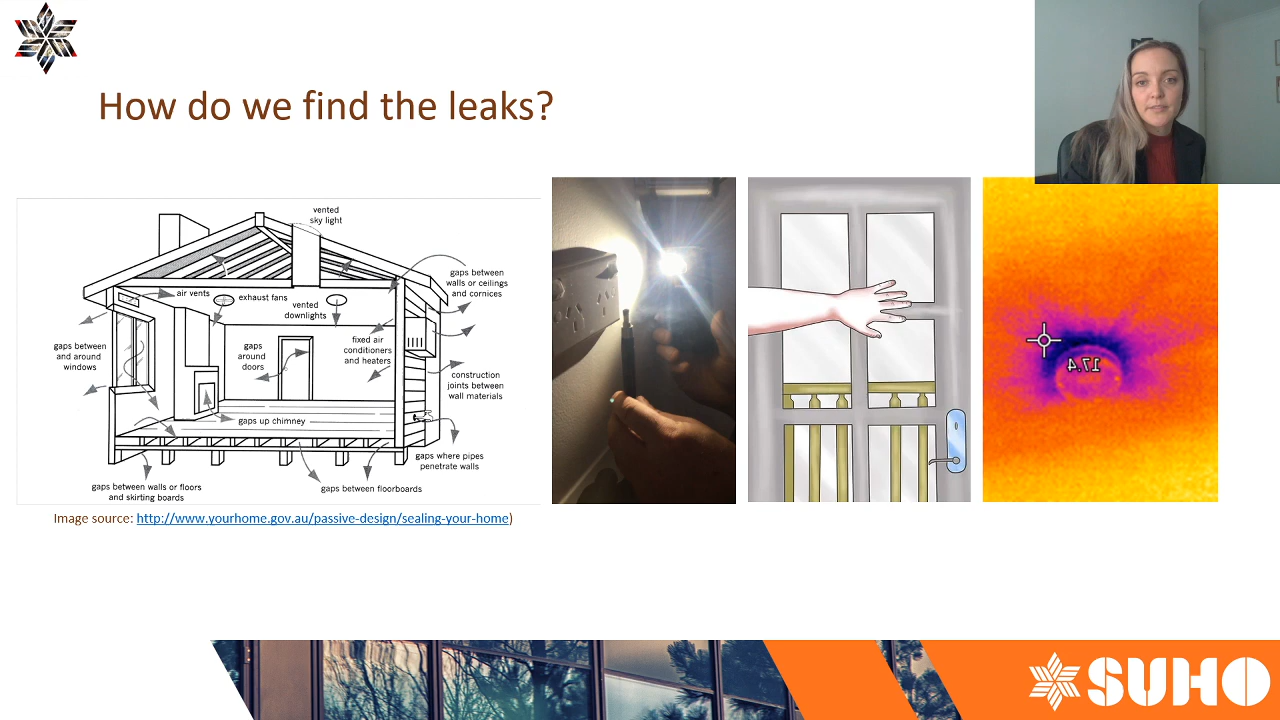 How do we find the leaks?
vented
sky light
air vents
exhaust fans
vented
downlights
gaps between
walls or ceilings
and cornices
gaps between
and around
windows
gaps
around
doors
fixed air
conditioners
and heaters
construction
joints between
wall materials
gaps up chimney
gaps where pipes
penetrate walls
gaps between walls or floors
and skirting boards
gaps between floorboards
17.4
Image source: http://www.yourhome.gov.au/passive-design/sealing-your-home)
SUHO